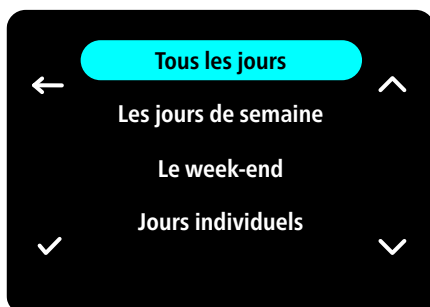 Tous les jours
Les jours de semaine
Le week-end
Jours individuels